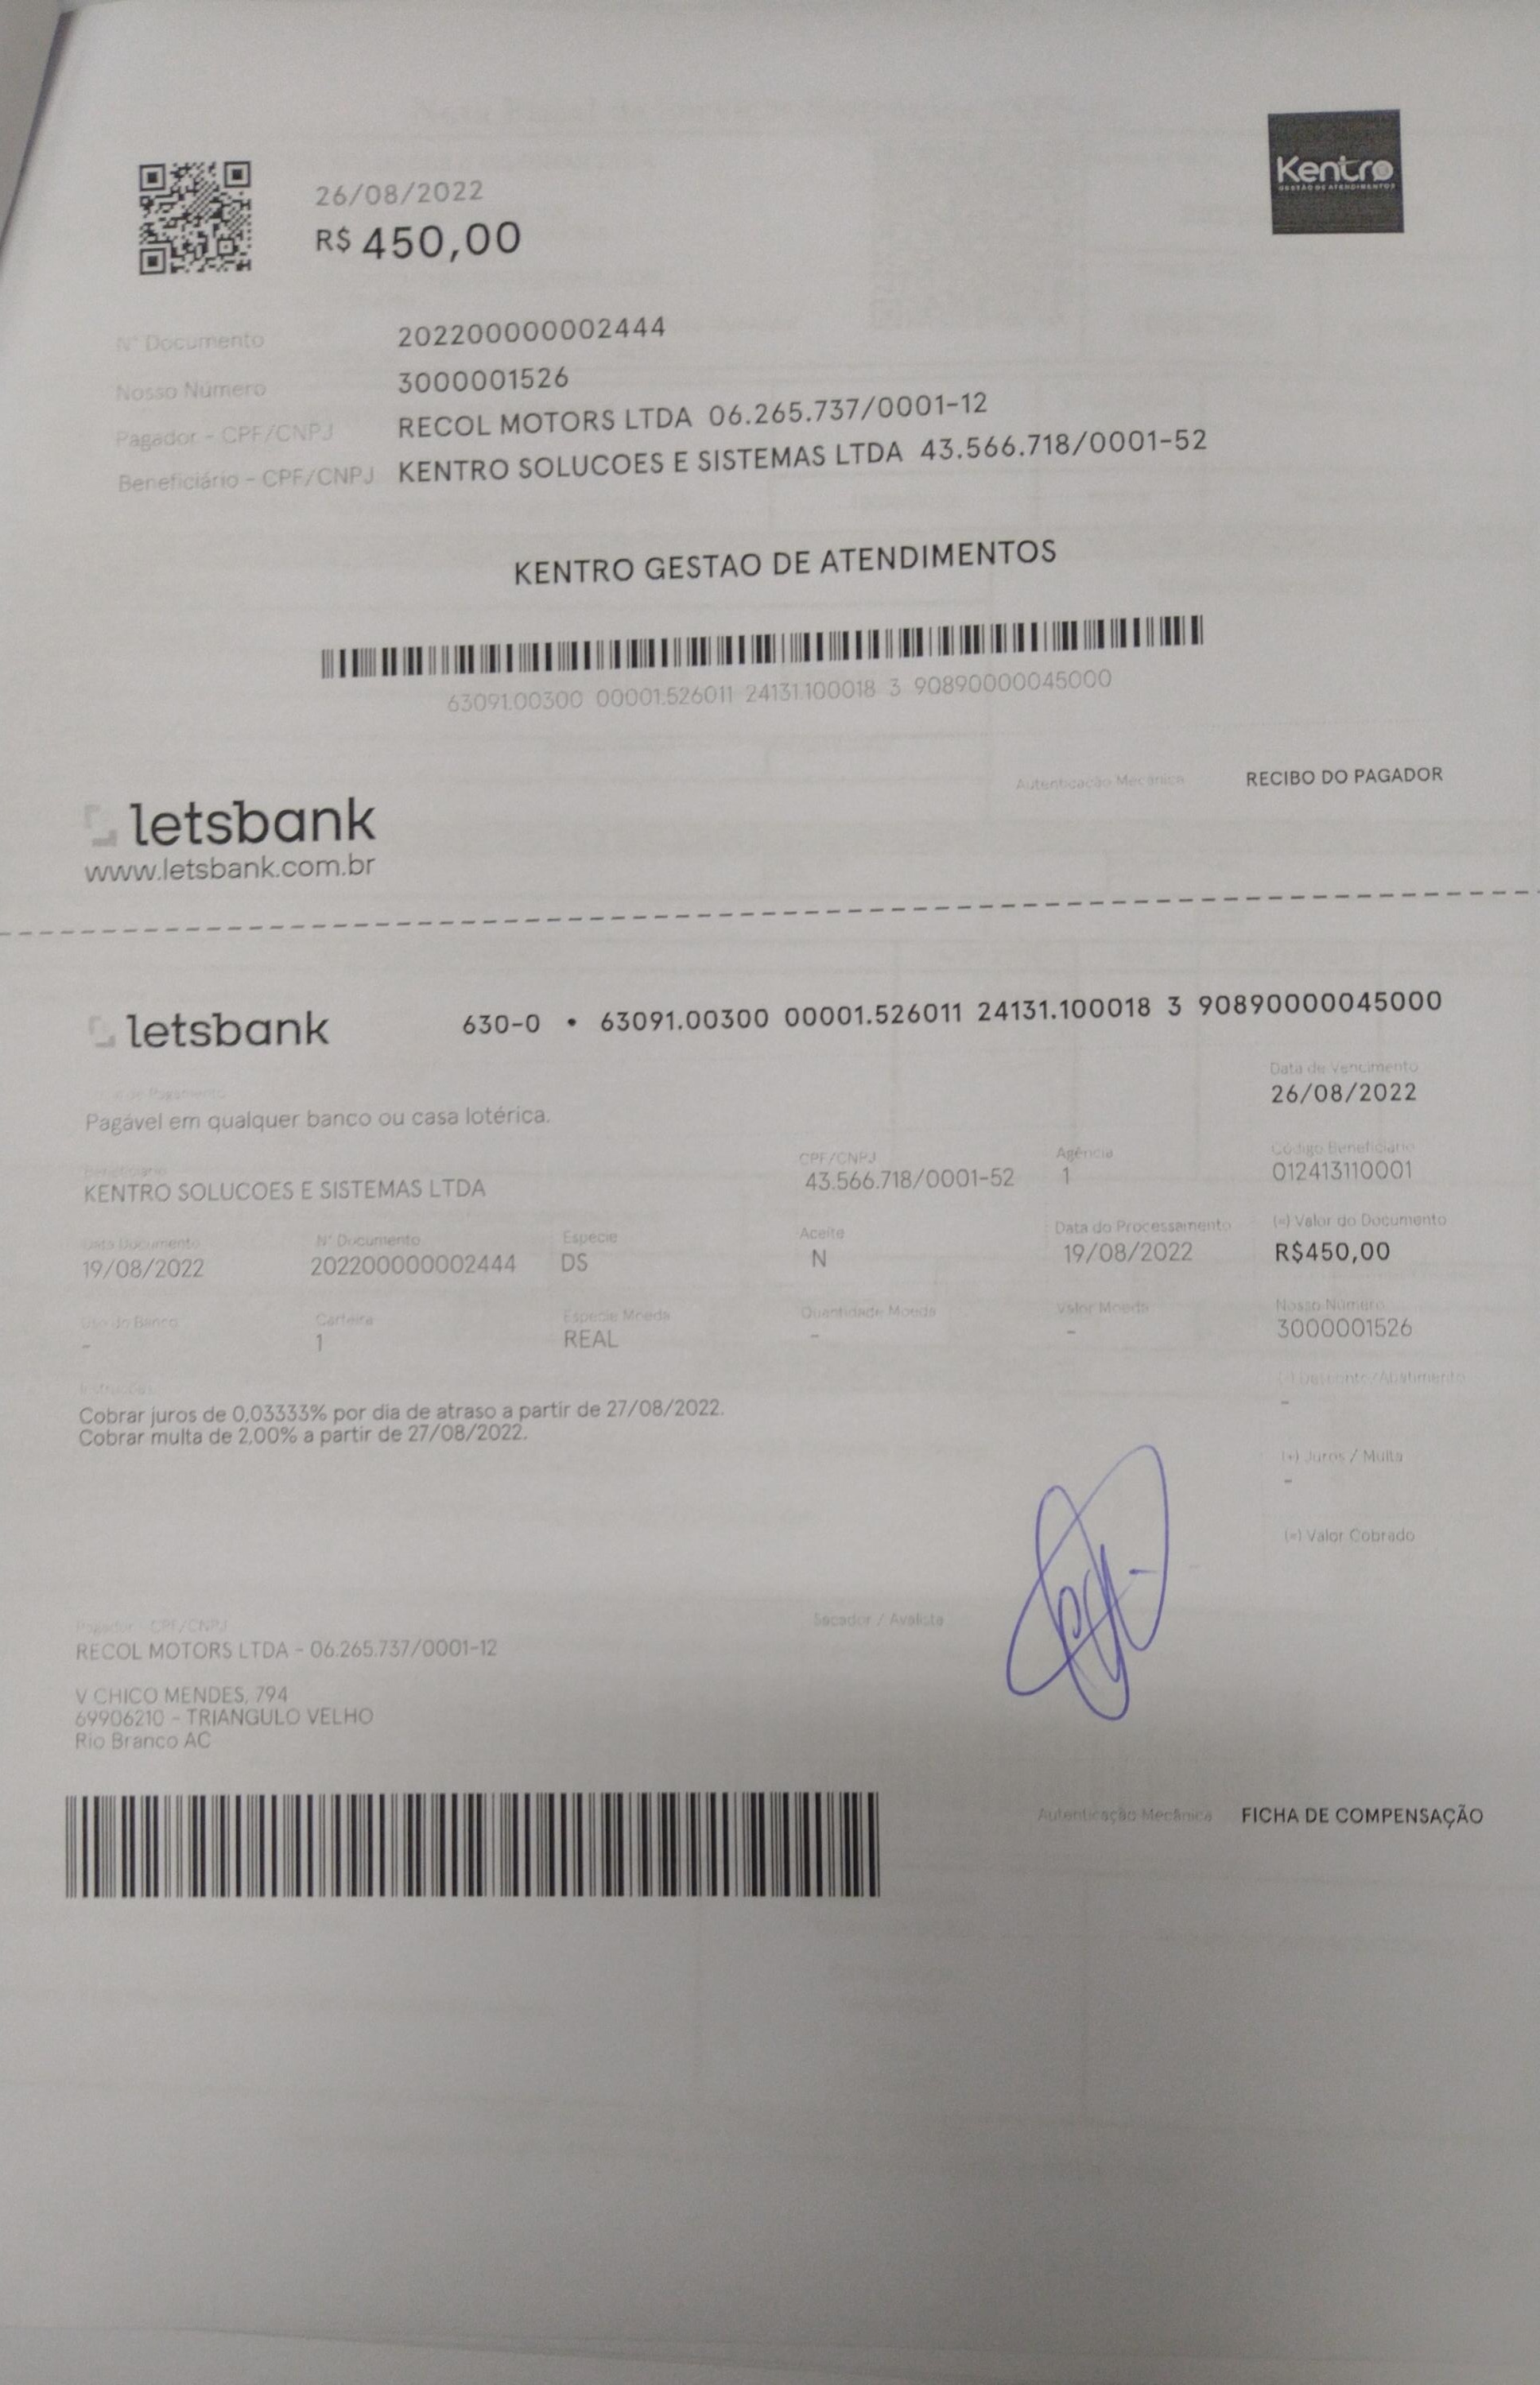 Kentro
GESTÃO DE ATENDIMENTOS
26/08/2022
R$ 450,00
N° Documento 202200000002444
Nosso Número 3000001526
Pagador - CPF/CNPJ RECOL MOTORS LTDA 06.265.737/0001-12
Beneficiário - CPF/CNPJ KENTRO SOLUCOES E SISTEMAS LTDA 43.566.718/0001-52
KENTRO GESTAO DE ATENDIMENTOS
63091.00300 00001.526011 24131.100018 3 90890000045000
Autenticação Mecânica RECIBO DO PAGADOR
letsbank
www.letsbank.com.br
letsbank 630-0 • 63091.00300 00001.526011 24131.100018 3 90890000045000
de Pagamento Data de Vencimento
Pagável em qualquer banco ou casa lotérica. 26/08/2022
Beneficiário CPF/CNPJ Agência Código Beneficiário
KENTRO SOLUCOES E SISTEMAS LTDA 43.566.718/0001-52 1 012413110001
Data Documento N° Documento Espécie Aceite Data do Processamento (=) Valor do Documento
19/08/2022 202200000002444 DS N 19/08/2022 R$450,00
Uso do Banco Carteira Espécie Moeda Quantidade Moeda Valor Moeda Nosso Número
- 1 REAL - - 3000001526
Instruções (-) Desconto/Abatimento
Cobrar juros de 0,03333% por dia de atraso a partir de 27/08/2022. -
Cobrar multa de 2,00% a partir de 27/08/2022.
(+) Juros / Multa
-
(=) Valor Cobrado
Pagador - CPF/CNPJ Sacador / Avalista
RECOL MOTORS LTDA - 06.265.737/0001-12
V CHICO MENDES, 794
69906210 - TRIANGULO VELHO
Rio Branco AC
Autenticação Mecânica FICHA DE COMPENSAÇÃO